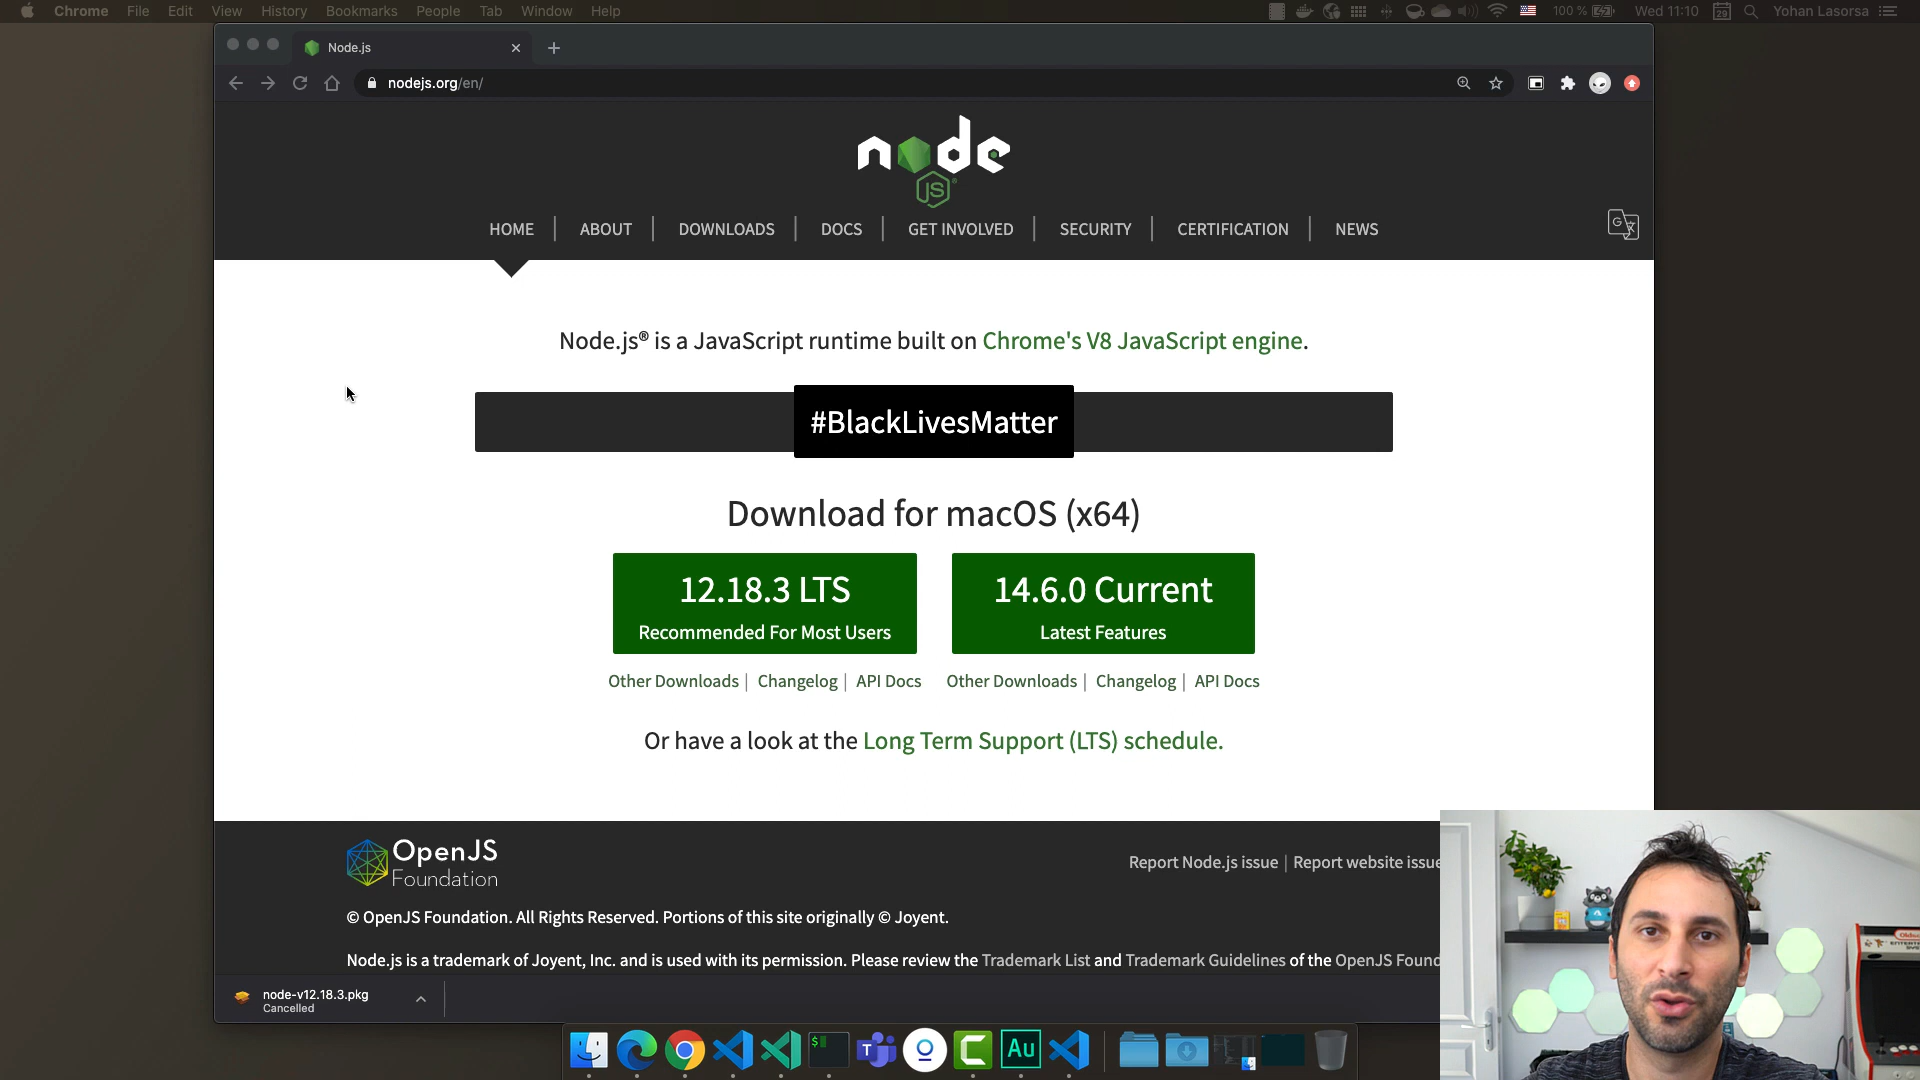 Chrome File Edit View History Bookmarks People Tab Window Help
100 % Wed 11:10 29 Yohan Lasorsa
Node.js
nodejs.org/en/
node
JS
HOME | ABOUT | DOWNLOADS | DOCS | GET INVOLVED | SECURITY | CERTIFICATION | NEWS
Node.js® is a JavaScript runtime built on Chrome's V8 JavaScript engine.
#BlackLivesMatter
Download for macOS (x64)
12.18.3 LTS
Recommended For Most Users
14.6.0 Current
Latest Features
Other Downloads | Changelog | API Docs
Other Downloads | Changelog | API Docs
Or have a look at the Long Term Support (LTS) schedule.
OpenJS
Foundation
Report Node.js issue | Report website issue
© OpenJS Foundation. All Rights Reserved. Portions of this site originally © Joyent.
Node.js is a trademark of Joyent, Inc. and is used with its permission. Please review the Trademark List and Trademark Guidelines of the OpenJS Found
node-v12.18.3.pkg
Cancelled
$
T
C
Au